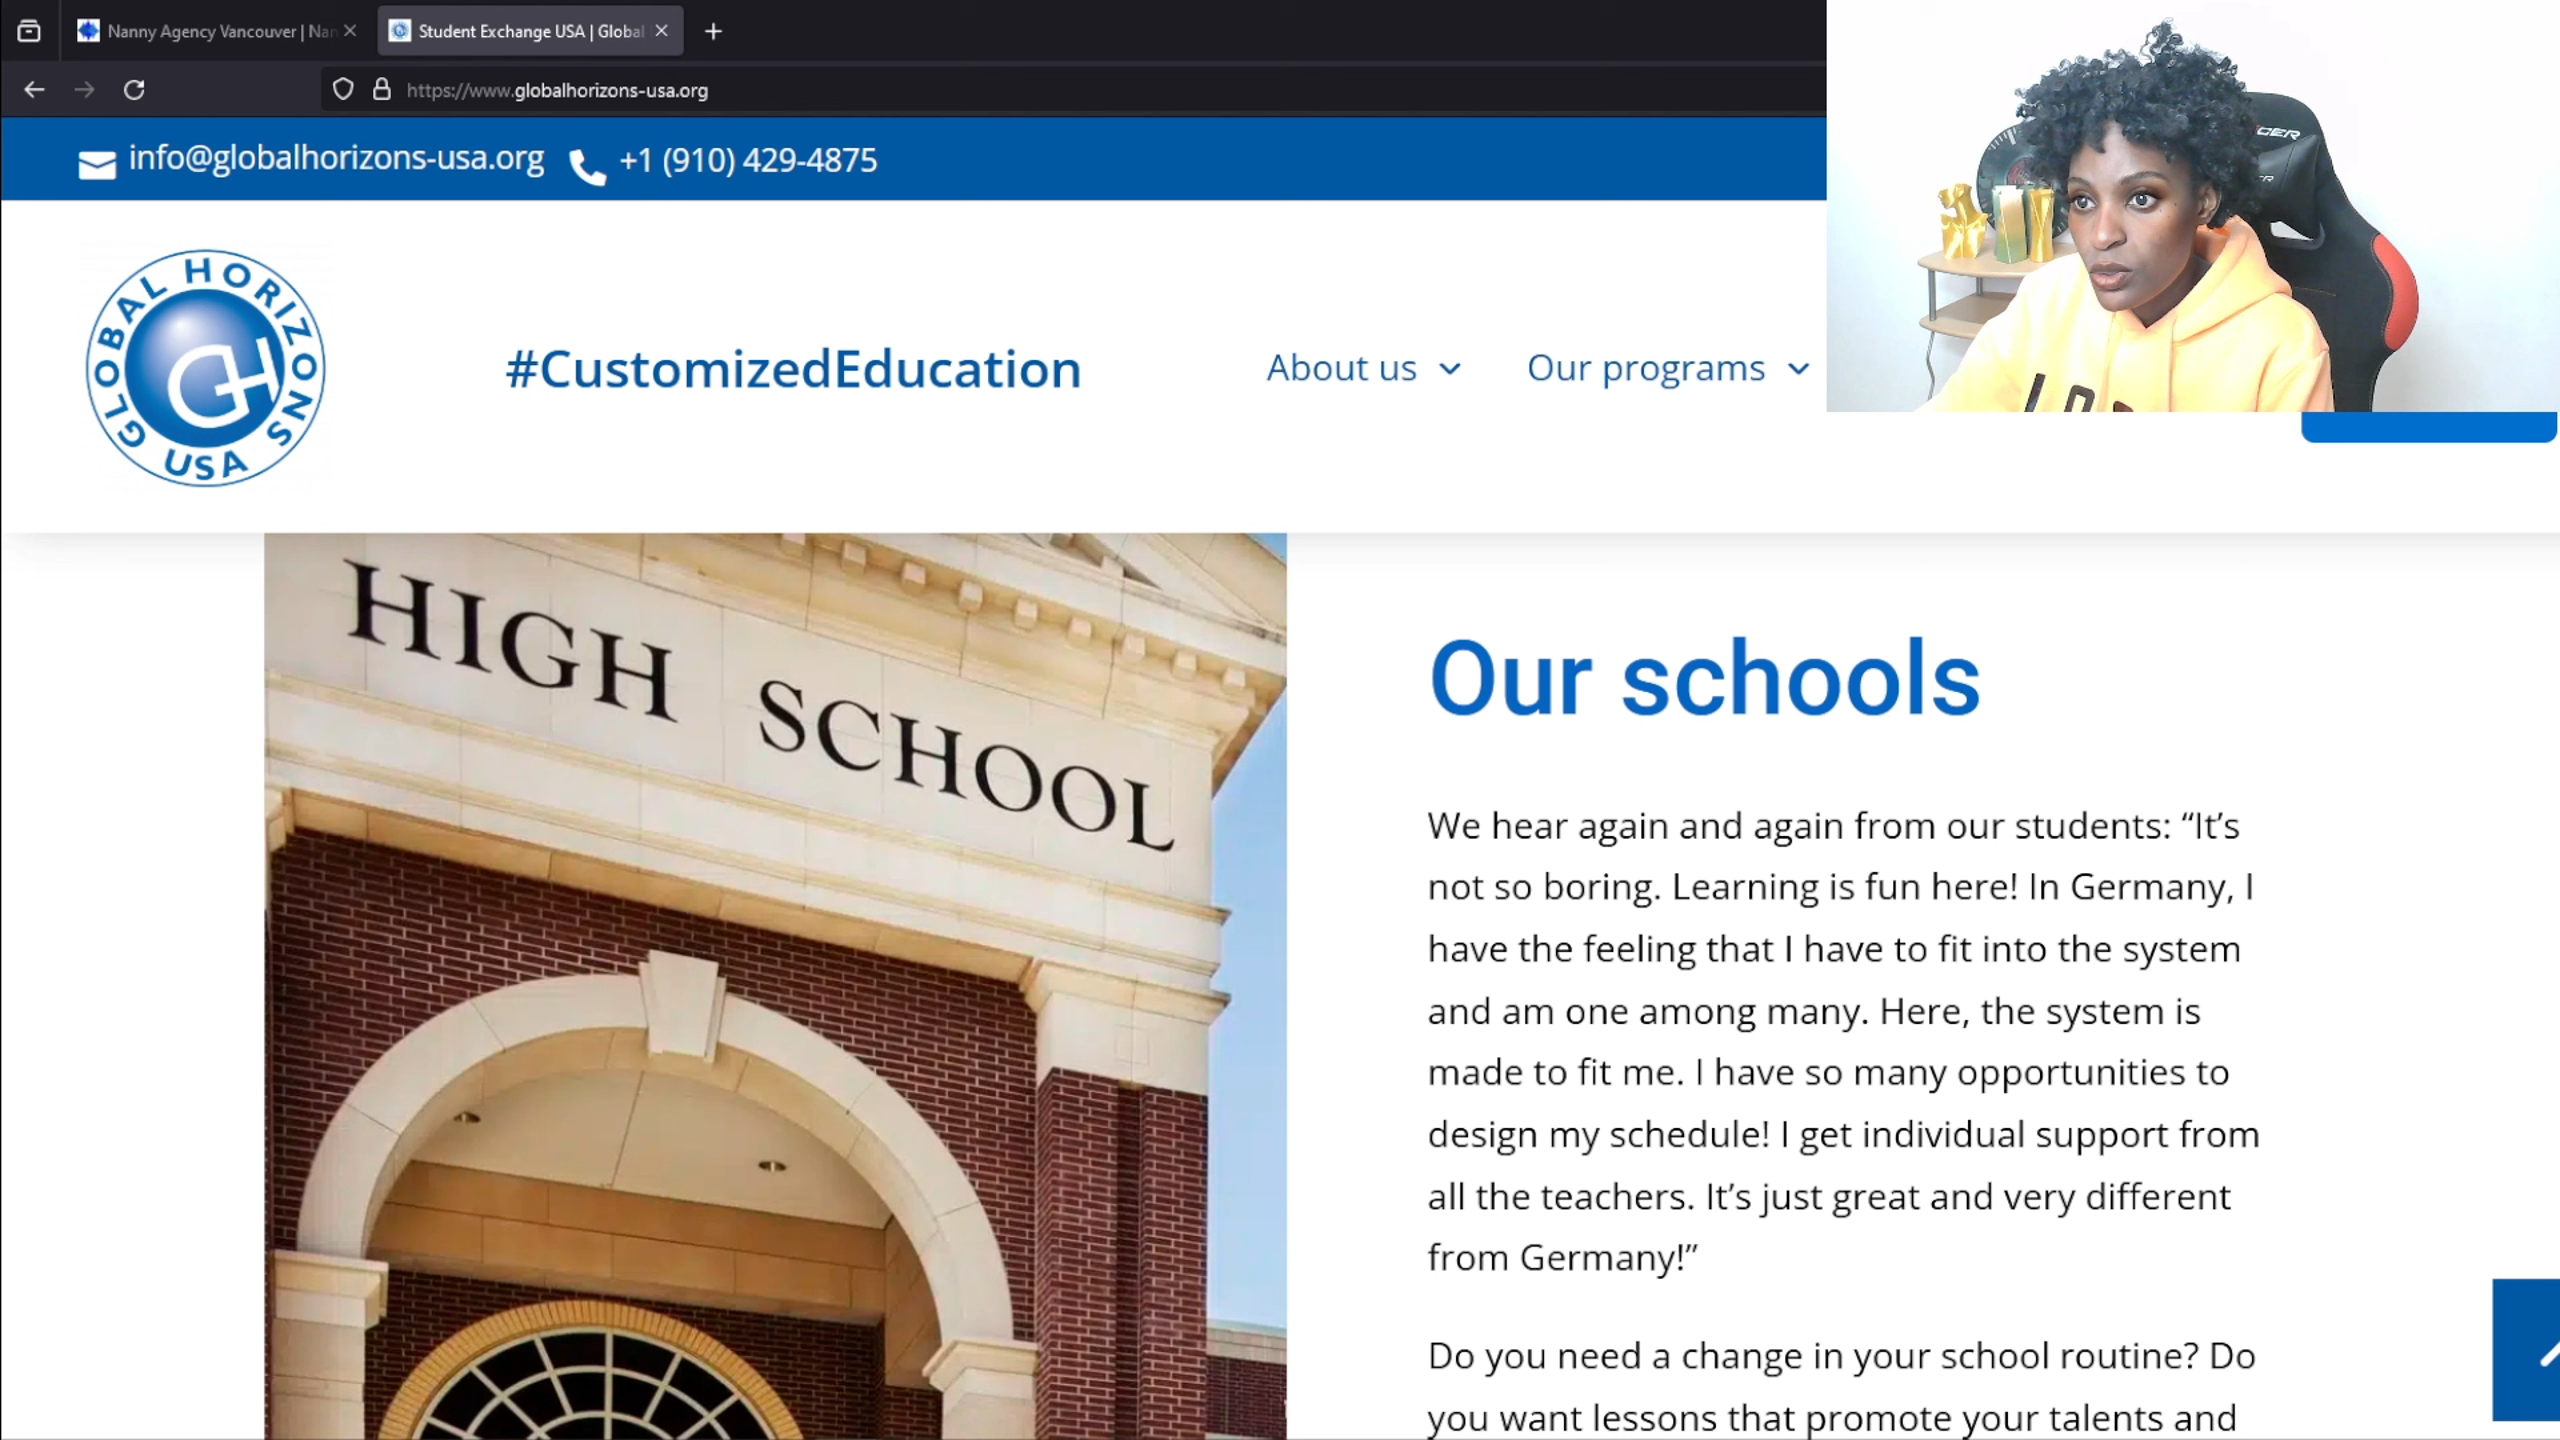 Nanny Agency Vancouver | Nan
Student Exchange USA | Global
https://www.globalhorizons-usa.org
info@globalhorizons-usa.org +1 (910) 429-4875
GLOBAL HORIZONS
GH
USA
#CustomizedEducation
About us
Our programs
HIGH SCHOOL
Our schools
We hear again and again from our students: “It’s
not so boring. Learning is fun here! In Germany, I
have the feeling that I have to fit into the system
and am one among many. Here, the system is
made to fit me. I have so many opportunities to
design my schedule! I get individual support from
all the teachers. It’s just great and very different
from Germany!”
Do you need a change in your school routine? Do
you want lessons that promote your talents and